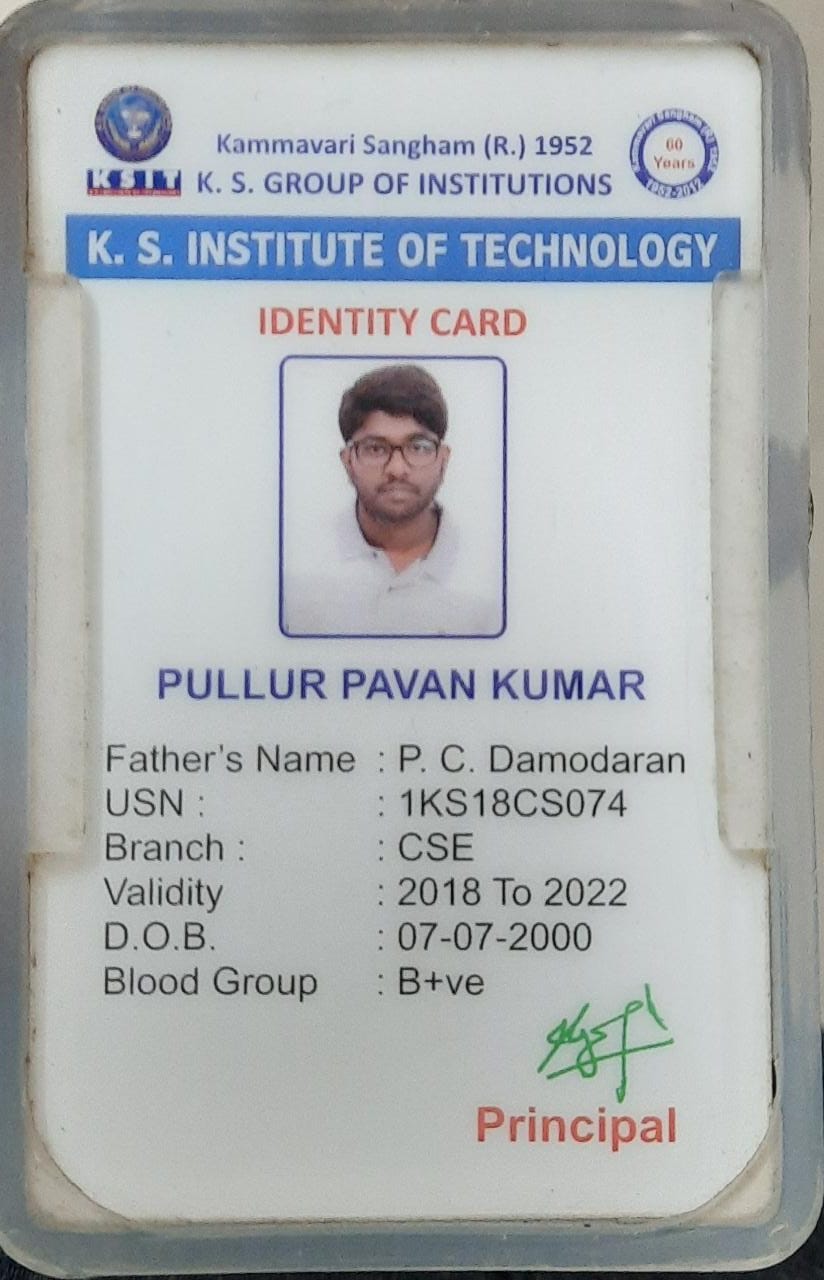 KSIT
Kammavari Sangham (R.) 1952
K. S. GROUP OF INSTITUTIONS
Kammavari Sangham (R) 1952
60
Years
1952-2012
K. S. INSTITUTE OF TECHNOLOGY
IDENTITY CARD
PULLUR PAVAN KUMAR
Father's Name : P. C. Damodaran
USN : : 1KS18CS074
Branch : : CSE
Validity : 2018 To 2022
D.O.B. : 07-07-2000
Blood Group : B+ve
Principal